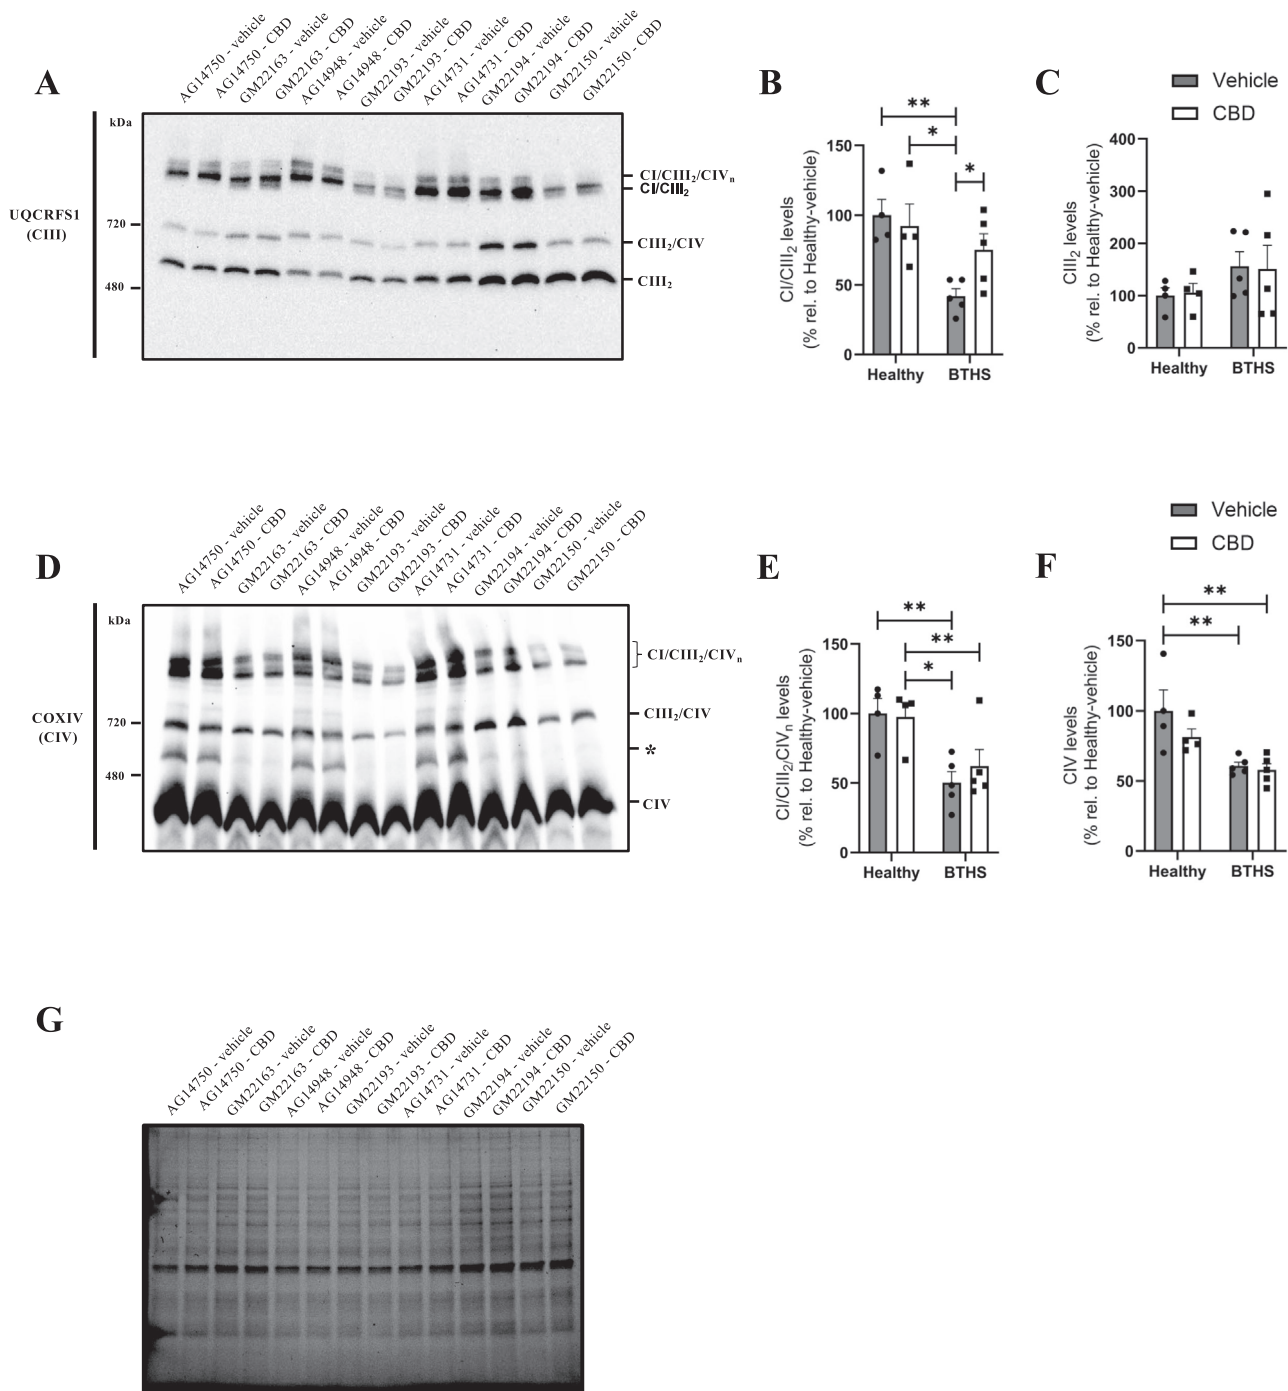 A
AG14750 - vehicle
AG14750 - CBD
GM22163 - vehicle
GM22163 - CBD
AG14948 - vehicle
AG14948 - CBD
GM22193 - vehicle
GM22193 - CBD
AG14731 - vehicle
AG14731 - CBD
GM22194 - vehicle
GM22194 - CBD
GM22150 - vehicle
GM22150 - CBD
kDa
UQCRFS1
(CIII)
720
480
CI/CIII₂/CIVₙ
CI/CIII₂
CIII₂/CIV
CIII₂
B
**
*
*
CI/CIII₂ levels
(% rel. to Healthy-vehicle)
150
100
50
0
Healthy
BTHS
C
Vehicle
CBD
CIII₂ levels
(% rel. to Healthy-vehicle)
400
300
200
100
0
Healthy
BTHS
D
AG14750 - vehicle
AG14750 - CBD
GM22163 - vehicle
GM22163 - CBD
AG14948 - vehicle
AG14948 - CBD
GM22193 - vehicle
GM22193 - CBD
AG14731 - vehicle
AG14731 - CBD
GM22194 - vehicle
GM22194 - CBD
GM22150 - vehicle
GM22150 - CBD
kDa
COXIV
(CIV)
720
480
CI/CIII₂/CIVₙ
CIII₂/CIV
*
CIV
E
**
**
*
CI/CIII₂/CIVₙ levels
(% rel. to Healthy-vehicle)
150
100
50
0
Healthy
BTHS
F
Vehicle
CBD
**
**
CIV levels
(% rel. to Healthy-vehicle)
150
100
50
0
Healthy
BTHS
G
AG14750 - vehicle
AG14750 - CBD
GM22163 - vehicle
GM22163 - CBD
AG14948 - vehicle
AG14948 - CBD
GM22193 - vehicle
GM22193 - CBD
AG14731 - vehicle
AG14731 - CBD
GM22194 - vehicle
GM22194 - CBD
GM22150 - vehicle
GM22150 - CBD